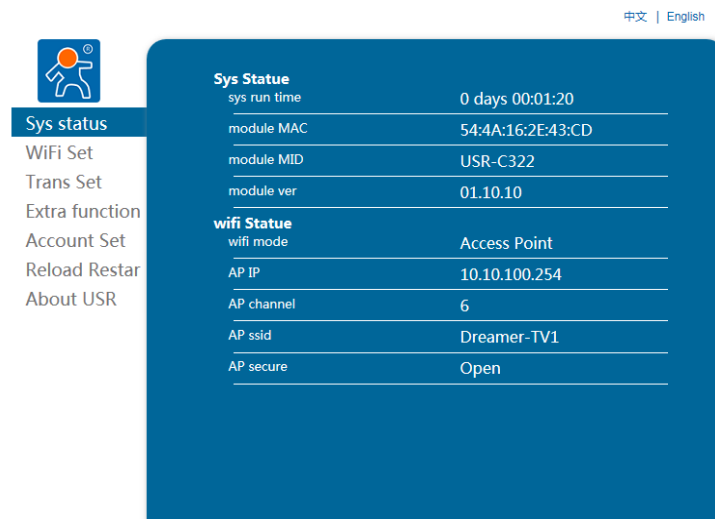 中文 | English
®
Sys status
WiFi Set
Trans Set
Extra function
Account Set
Reload Restar
About USR
Sys Statue
sys run time 0 days 00:01:20
module MAC 54:4A:16:2E:43:CD
module MID USR-C322
module ver 01.10.10
wifi Statue
wifi mode Access Point
AP IP 10.10.100.254
AP channel 6
AP ssid Dreamer-TV1
AP secure Open